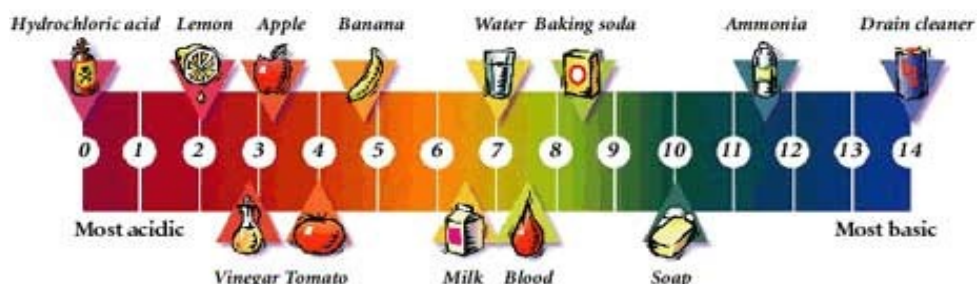 Hydrochloric acid Lemon Apple Banana Water Baking soda Ammonia Drain cleaner
0 1 2 3 4 5 6 7 8 9 10 11 12 13 14
Most acidic Most basic
Vinegar Tomato Milk Blood Soap